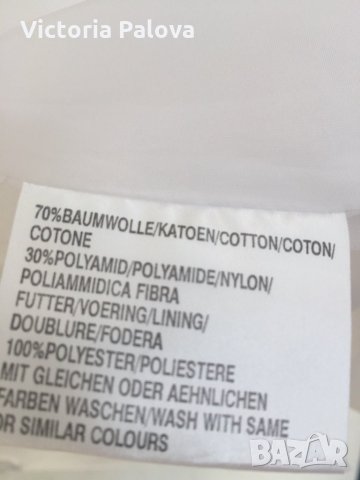 Victoria Palova
70%BAUMWOLLE/KATOEN/COTTON/COTON/
COTONE
30%POLYAMID/POLYAMIDE/NYLON/
POLIAMMIDICA FIBRA
FUTTER/VOERING/LINING/
DOUBLURE/FODERA
100%POLYESTER/POLIESTERE
MIT GLEICHEN ODER AEHNLICHEN
FARBEN WASCHEN/WASH WITH SAME
OR SIMILAR COLOURS
BAZAR